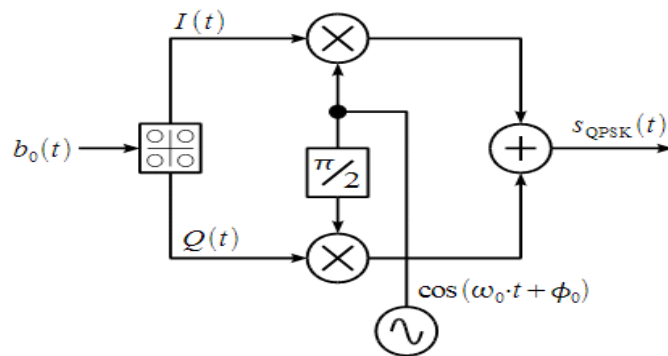 I(t)
b₀(t)
π/2
s_QPSK(t)
Q(t)
cos(ω₀·t+ϕ₀)